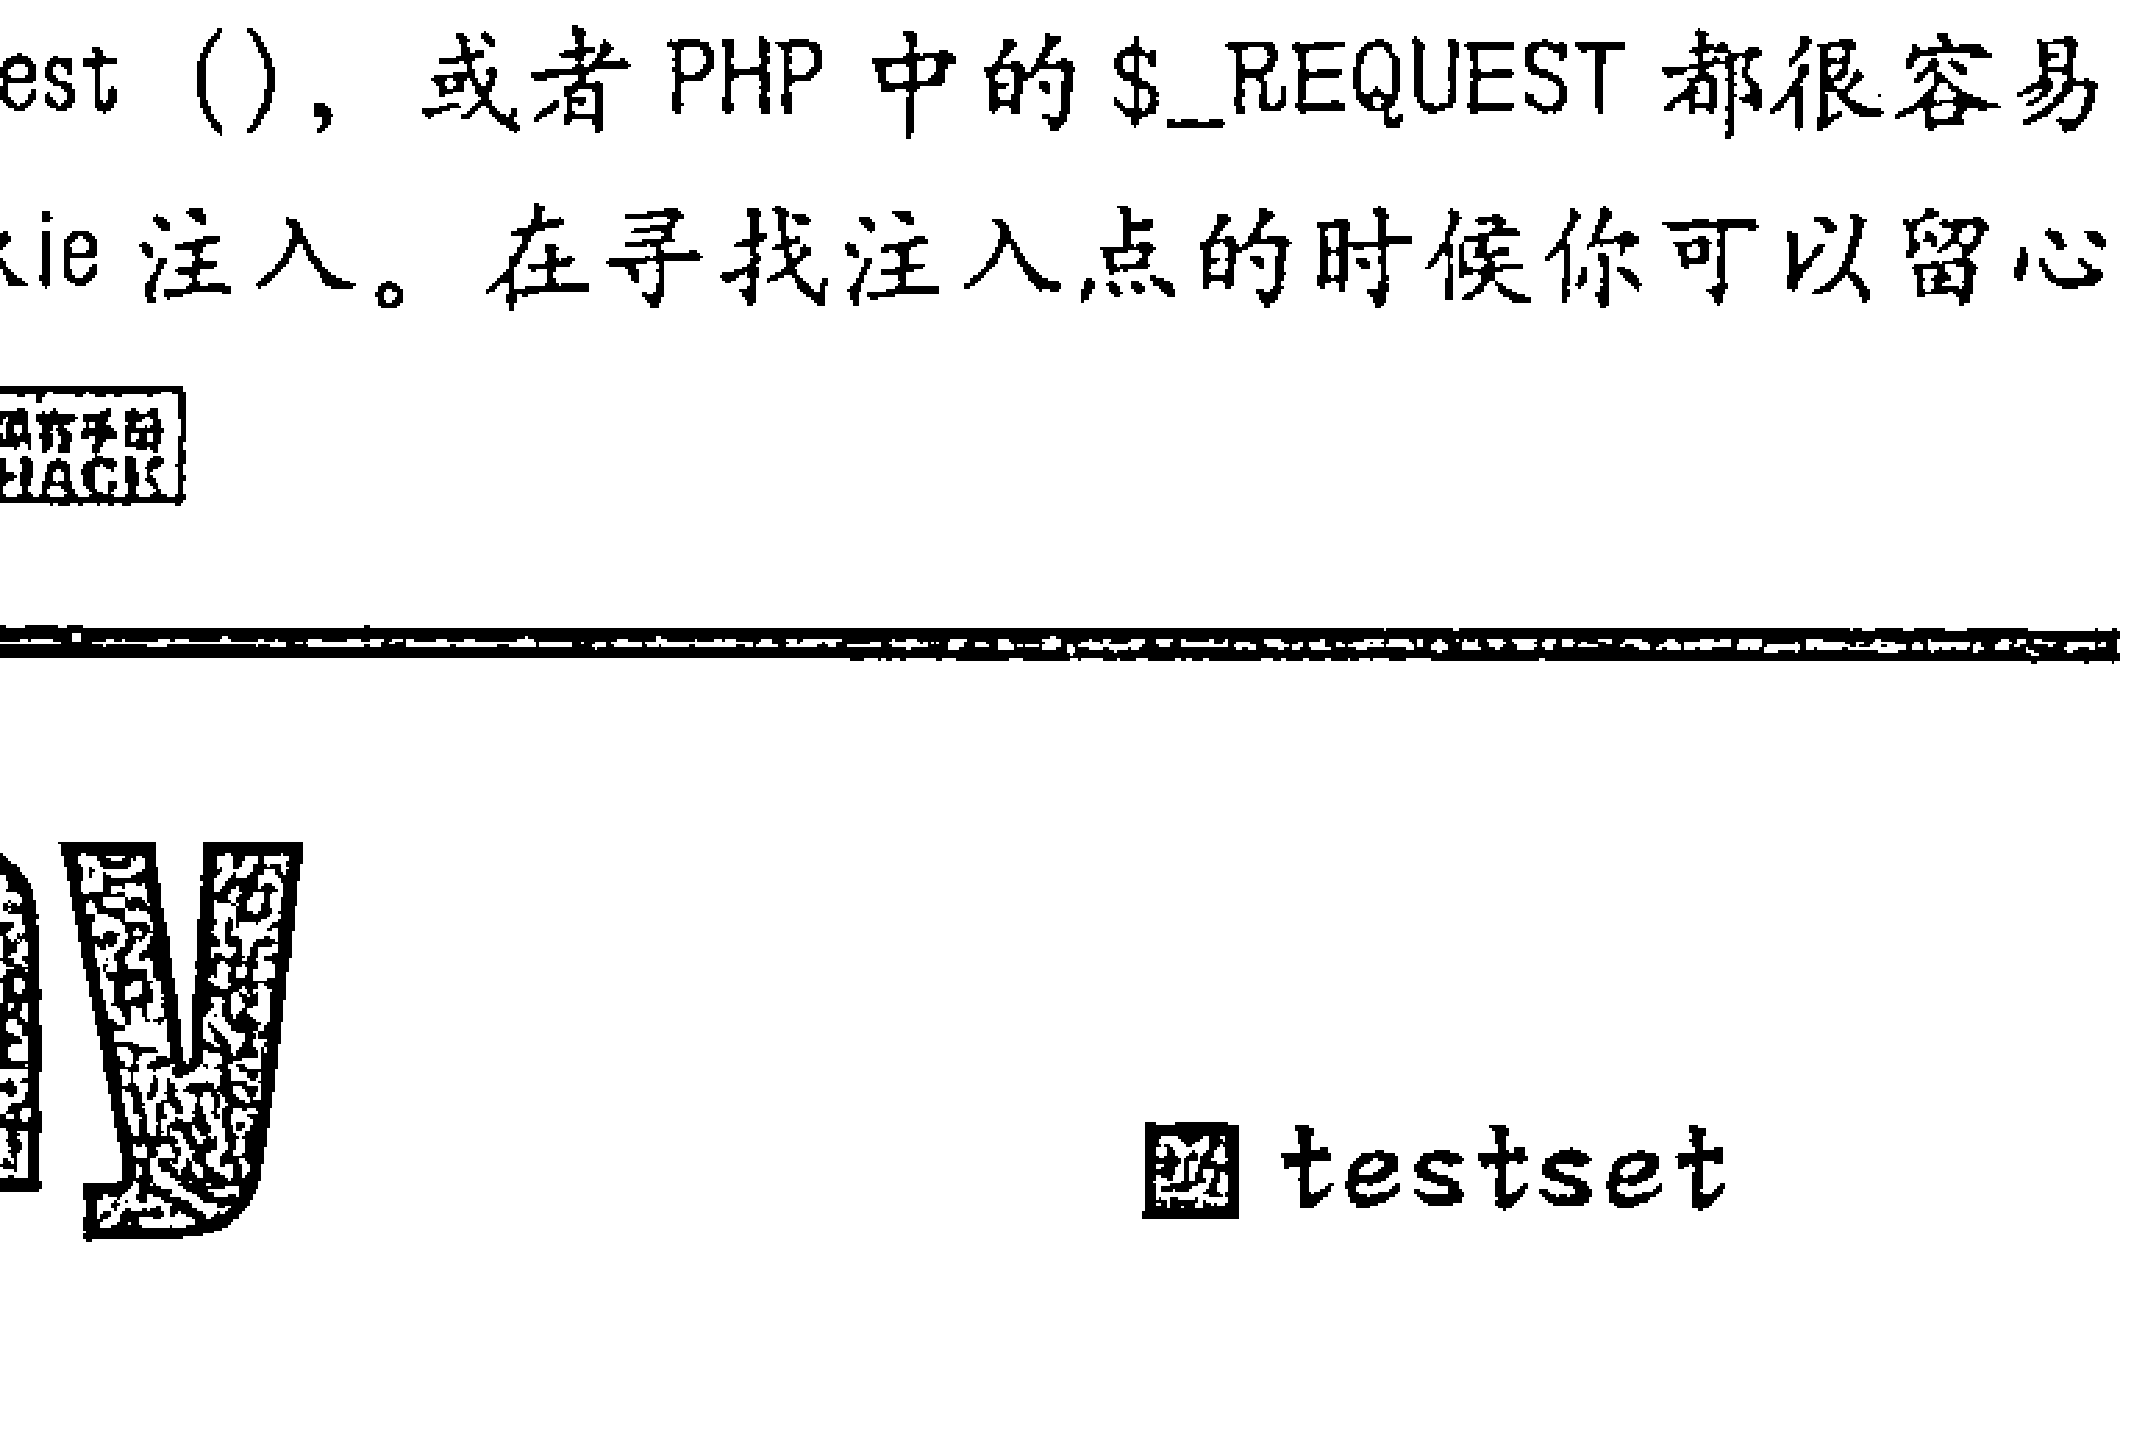 est （），或者 PHP 中的 $_REQUEST 都很容易
kie 注入。在寻找注入点的时候你可以留心
HACK
y
testset